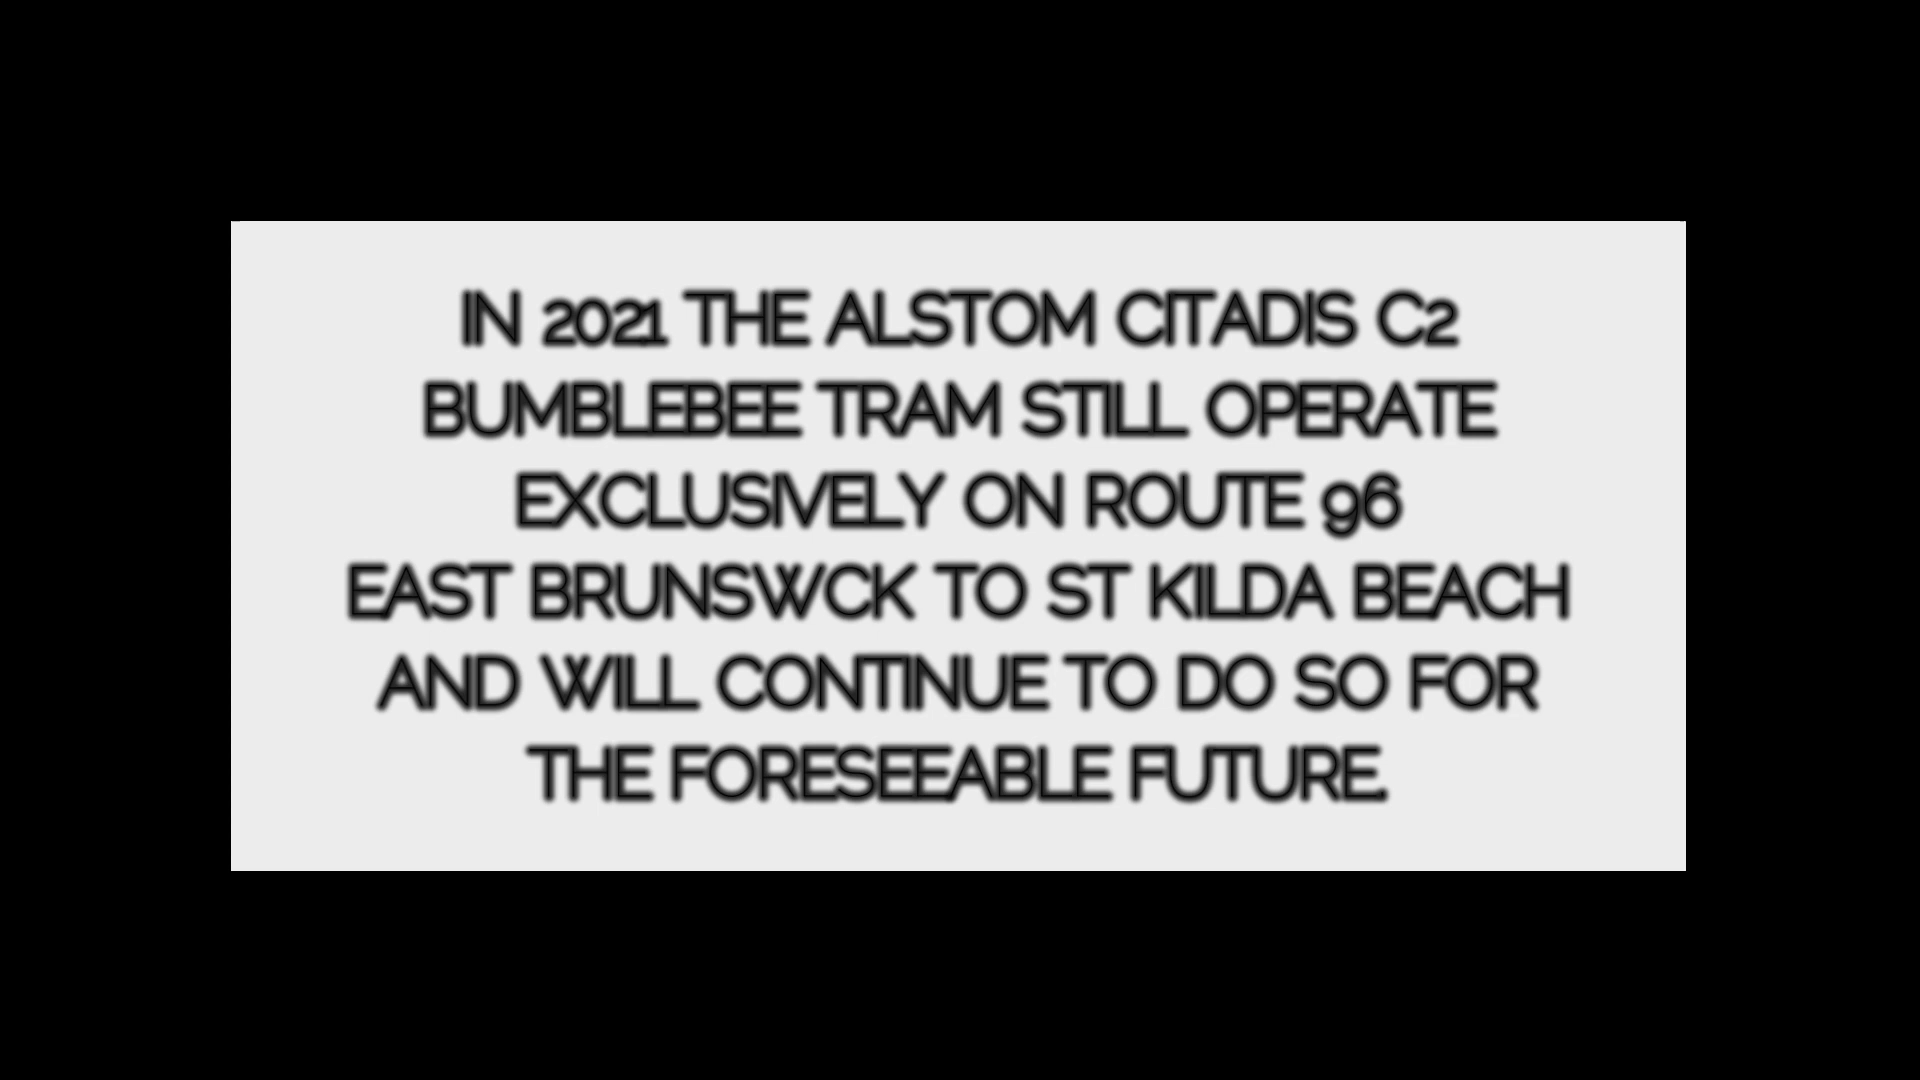 IN 2021 THE ALSTOM CITADIS C2
BUMBLEBEE TRAM STILL OPERATE
EXCLUSIVELY ON ROUTE 96
EAST BRUNSWCK TO ST KILDA BEACH
AND WILL CONTINUE TO DO SO FOR
THE FORESEEABLE FUTURE.